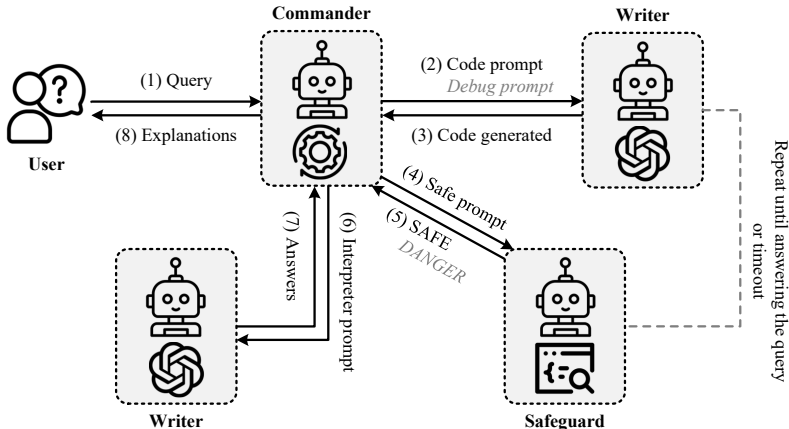 Commander
Writer
(1) Query
(2) Code prompt
Debug prompt
(8) Explanations
(3) Code generated
User
(4) Safe prompt
(5) SAFE
DANGER
(7) Answers
(6) Interpreter prompt
Repeat until answering the query
or timeout
Writer
Safeguard